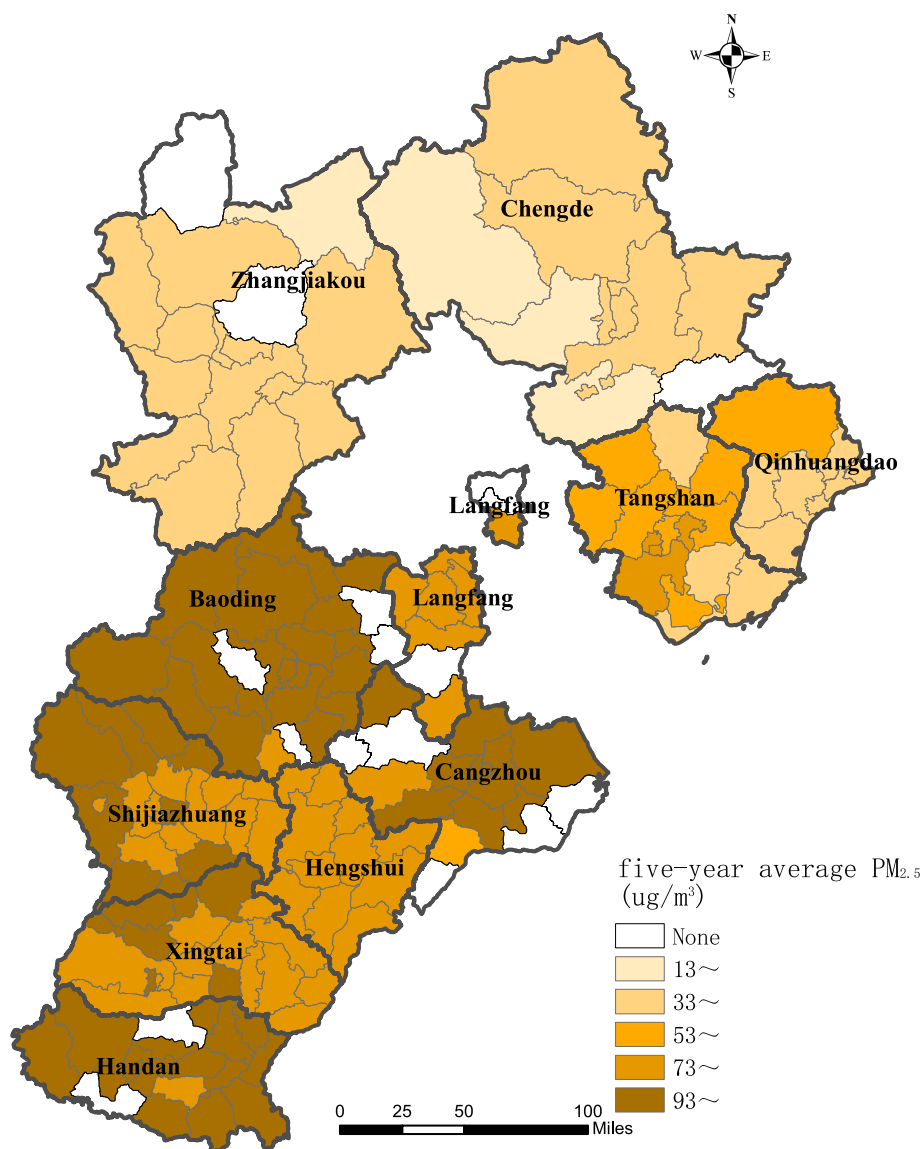 N
W E
S
Chengde
Zhangjiakou
Qinhuangdao
Langfang
Tangshan
Baoding
Langfang
Cangzhou
Shijiazhuang
Hengshui
Xingtai
Handan
five-year average PM2.5
(ug/m³)
None
13～
33～
53～
73～
93～
0 25 50 100
Miles